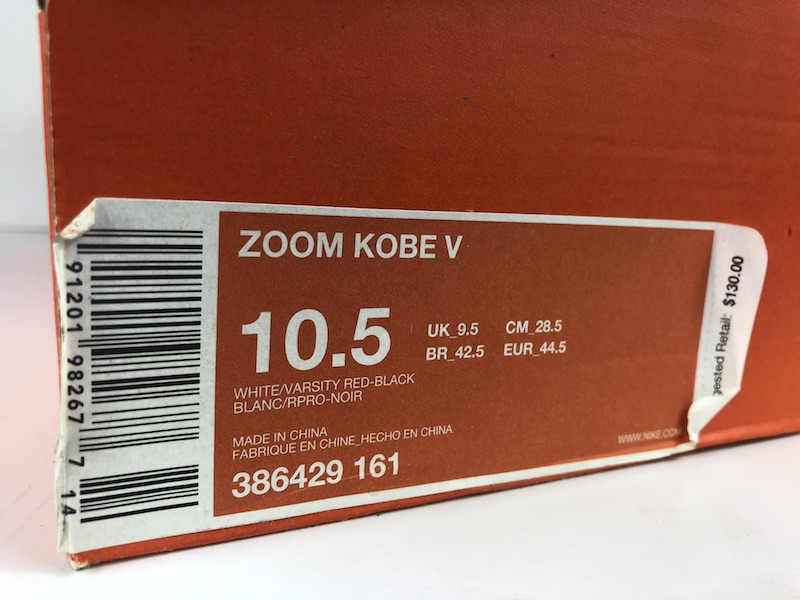 ZOOM KOBE V
10.5
UK_9.5 CM_28.5
BR_42.5 EUR_44.5
WHITE/VARSITY RED-BLACK
BLANC/RPRO-NOIR
MADE IN CHINA
FABRIQUE EN CHINE_HECHO EN CHINA
386429 161
WWW.NIKE.COM
91201 98267 7 14
Retail: $130.00